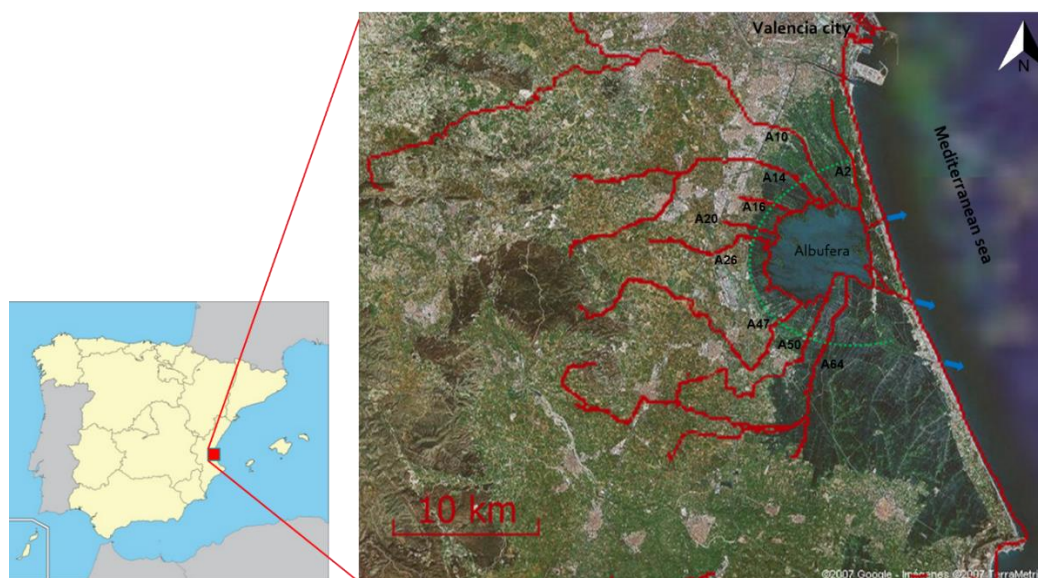 Valencia city
N
Mediterranean sea
A10
A2
A14
A16
A20
Albufera
A26
A47
A50
A64
10 km
©2007 Google - Imágenes ©2007 TerraMetri